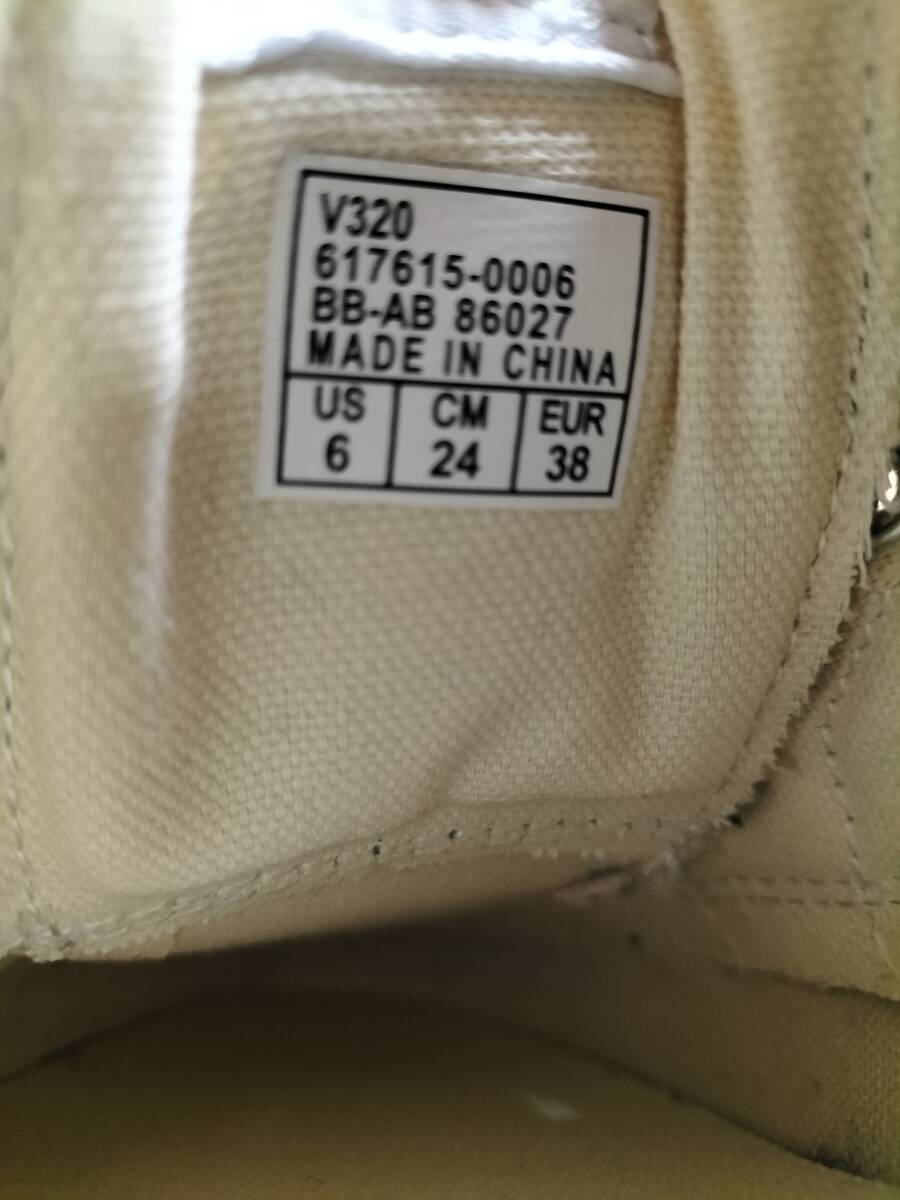 V320
617615-0006
BB-AB 86027
MADE IN CHINA
US CM EUR
6 24 38